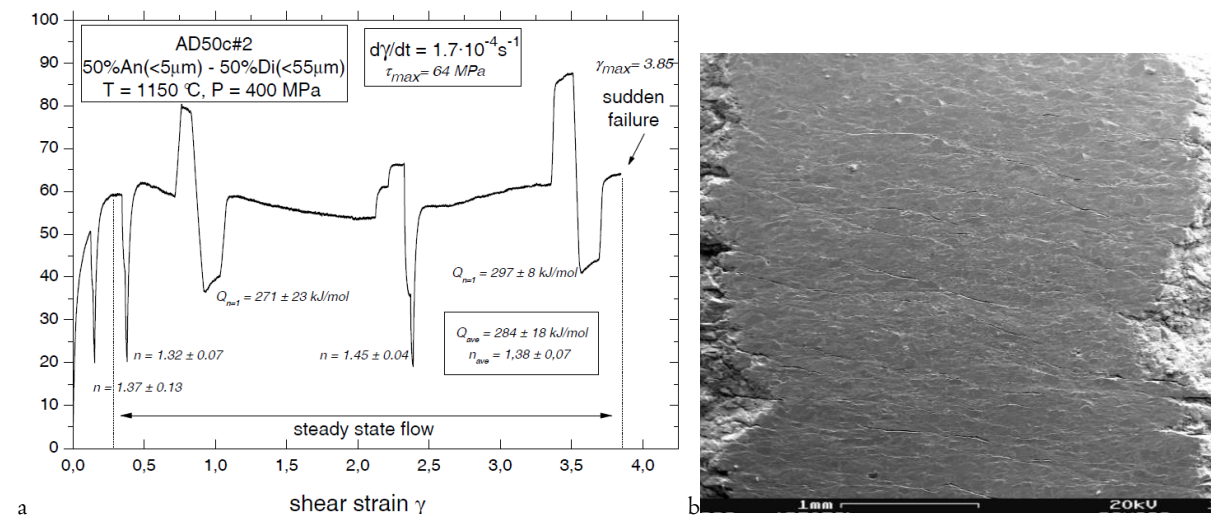 100
90
80
70
60
50
40
30
20
10
0
AD50c#2
50%An(<5μm) - 50%Di(<55μm)
T = 1150 °C, P = 400 MPa
dγ/dt = 1.7·10⁻⁴s⁻¹
τmax= 64 MPa
γmax= 3.85
sudden
failure
Qn=1 = 271 ± 23 kJ/mol
Qn=1 = 297 ± 8 kJ/mol
n = 1.32 ± 0.07
n = 1.45 ± 0.04
n = 1.37 ± 0.13
Qave = 284 ± 18 kJ/mol
nave = 1,38 ± 0,07
steady state flow
0,0 0,5 1,0 1,5 2,0 2,5 3,0 3,5 4,0
shear strain γ
a
b
1mm 20kV